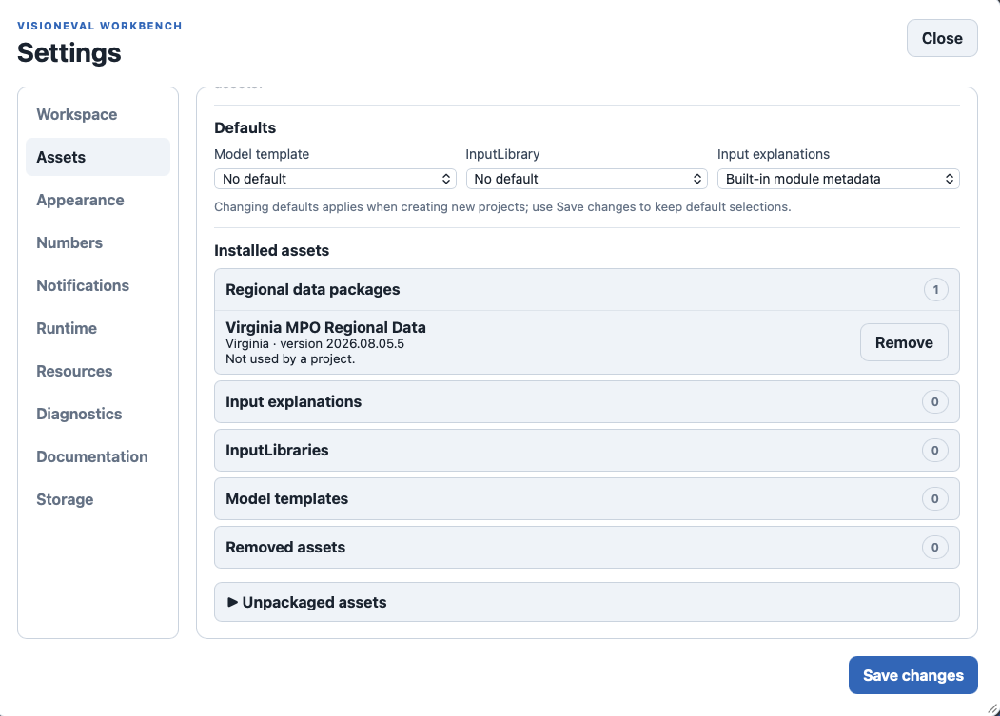 VISIONEVAL WORKBENCH
Settings
Close
Workspace
Assets
Appearance
Numbers
Notifications
Runtime
Resources
Diagnostics
Documentation
Storage
Defaults
Model template
InputLibrary
Input explanations
No default
No default
Built-in module metadata
Changing defaults applies when creating new projects; use Save changes to keep default selections.
Installed assets
Regional data packages
1
Virginia MPO Regional Data
Virginia · version 2026.08.05.5
Not used by a project.
Remove
Input explanations
0
InputLibraries
0
Model templates
0
Removed assets
0
▶ Unpackaged assets
Save changes